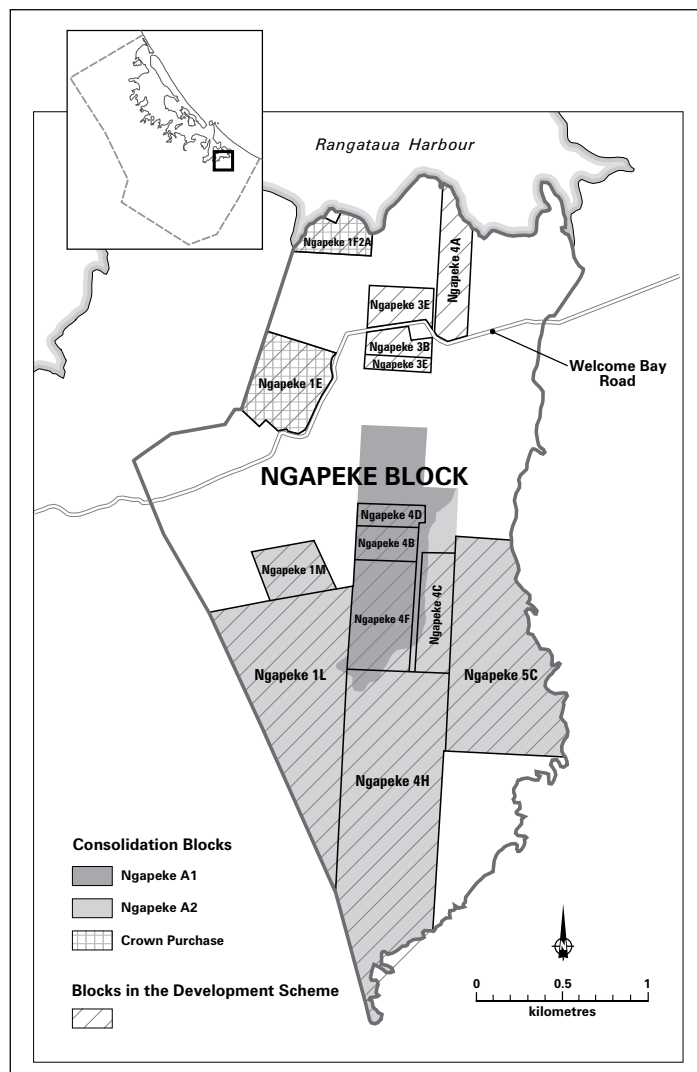 Rangataua Harbour
Ngapeke 1F2A
Ngapeke 4A
Ngapeke 3E
Ngapeke 3B
Ngapeke 3E
Welcome Bay
Road
Ngapeke 1E
NGAPEKE BLOCK
Ngapeke 4D
Ngapeke 4B
Ngapeke 1M
Ngapeke 4C
Ngapeke 4F
Ngapeke 1L
Ngapeke 5C
Ngapeke 4H
Consolidation Blocks
Ngapeke A1
Ngapeke A2
Crown Purchase
Blocks in the Development Scheme
0 0.5 1
kilometres